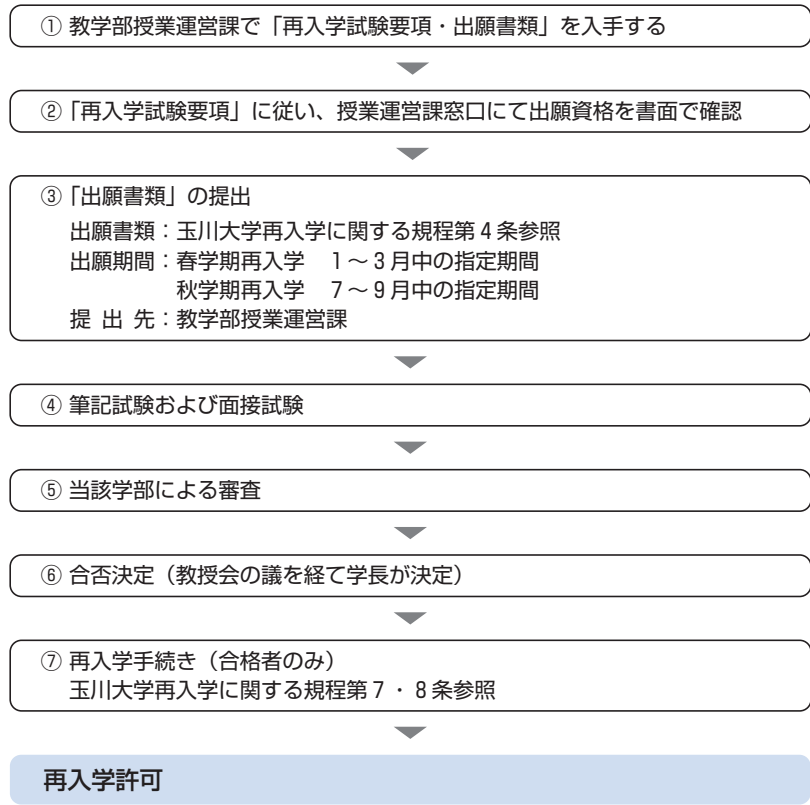 ① 教学部授業運営課で「再入学試験要項・出願書類」を入手する
②「再入学試験要項」に従い、授業運営課窓口にて出願資格を書面で確認
③「出願書類」の提出
出願書類：玉川大学再入学に関する規程第4条参照
出願期間：春学期再入学　1～3月中の指定期間
秋学期再入学　7～9月中の指定期間
提 出 先：教学部授業運営課
④ 筆記試験および面接試験
⑤ 当該学部による審査
⑥ 合否決定（教授会の議を経て学長が決定）
⑦ 再入学手続き（合格者のみ）
玉川大学再入学に関する規程第7・8条参照
再入学許可